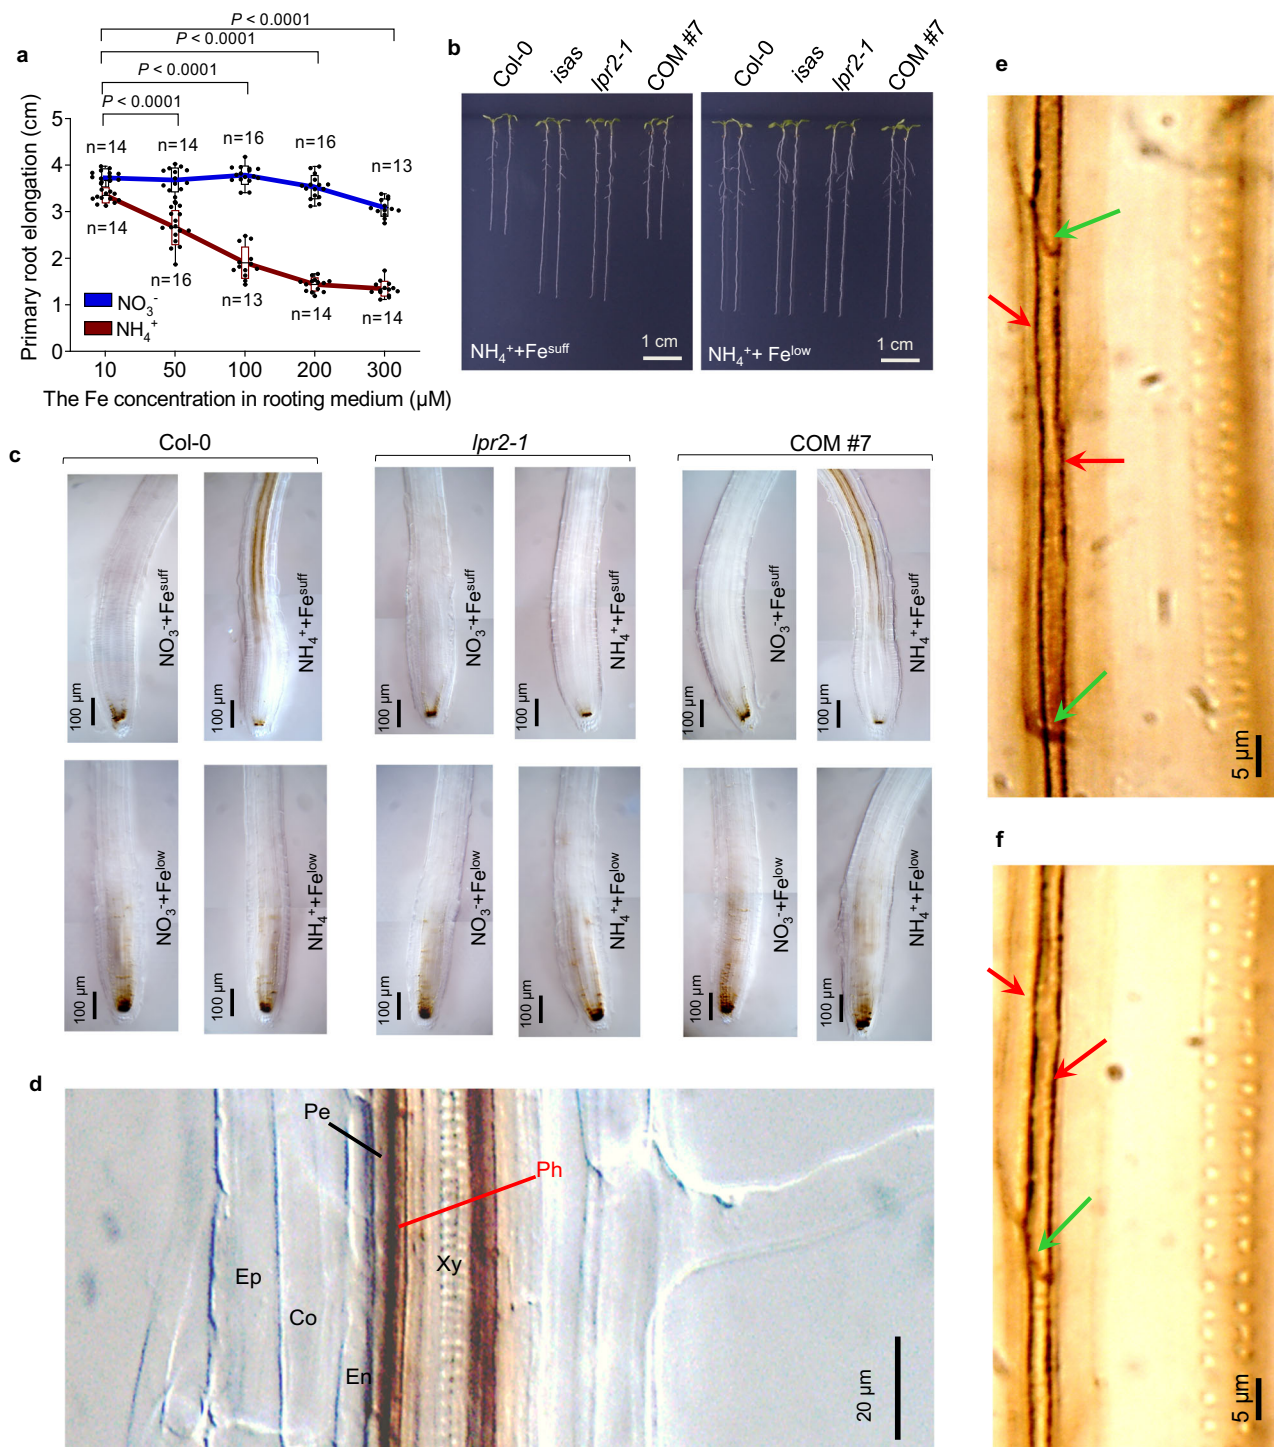 a
P < 0.0001
P < 0.0001
P < 0.0001
P < 0.0001
Primary root elongation (cm)
5
4
3
2
1
0
n=14
n=14
n=16
n=16
n=13
n=14
n=16
n=13
n=14
n=14
NO₃⁻
NH₄⁺
10 50 100 200 300
The Fe concentration in rooting medium (µM)
b
Col-0 isas lpr2-1 COM #7
Col-0 isas lpr2-1 COM #7
NH₄⁺+Feˢᵘᶠᶠ
1 cm
NH₄⁺+ Feˡᵒʷ
1 cm
c
Col-0
lpr2-1
COM #7
100 µm
NO₃⁻+Feˢᵘᶠᶠ
100 µm
NH₄⁺+Feˢᵘᶠᶠ
100 µm
NO₃⁻+Feˢᵘᶠᶠ
100 µm
NH₄⁺+Feˢᵘᶠᶠ
100 µm
NO₃⁻+Feˢᵘᶠᶠ
100 µm
NH₄⁺+Feˢᵘᶠᶠ
100 µm
NO₃⁻+Feˡᵒʷ
100 µm
NH₄⁺+Feˡᵒʷ
100 µm
NO₃⁻+Feˡᵒʷ
100 µm
NH₄⁺+Feˡᵒʷ
100 µm
NO₃⁻+Feˡᵒʷ
100 µm
NH₄⁺+Feˡᵒʷ
d
Pe
Ph
Ep
Xy
Co
En
20 µm
e
5 µm
f
5 µm